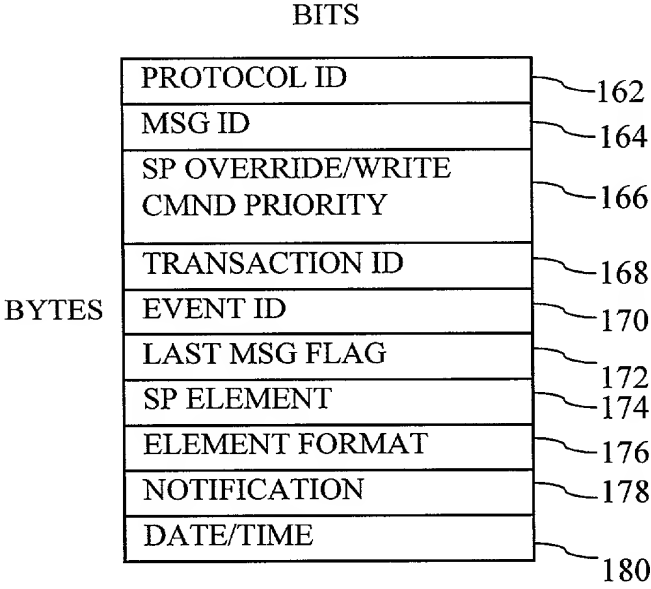 BITS
PROTOCOL ID 162
MSG ID 164
SP OVERRIDE/WRITE
CMND PRIORITY 166
TRANSACTION ID 168
BYTES EVENT ID 170
LAST MSG FLAG 172
SP ELEMENT 174
ELEMENT FORMAT 176
NOTIFICATION 178
DATE/TIME 180